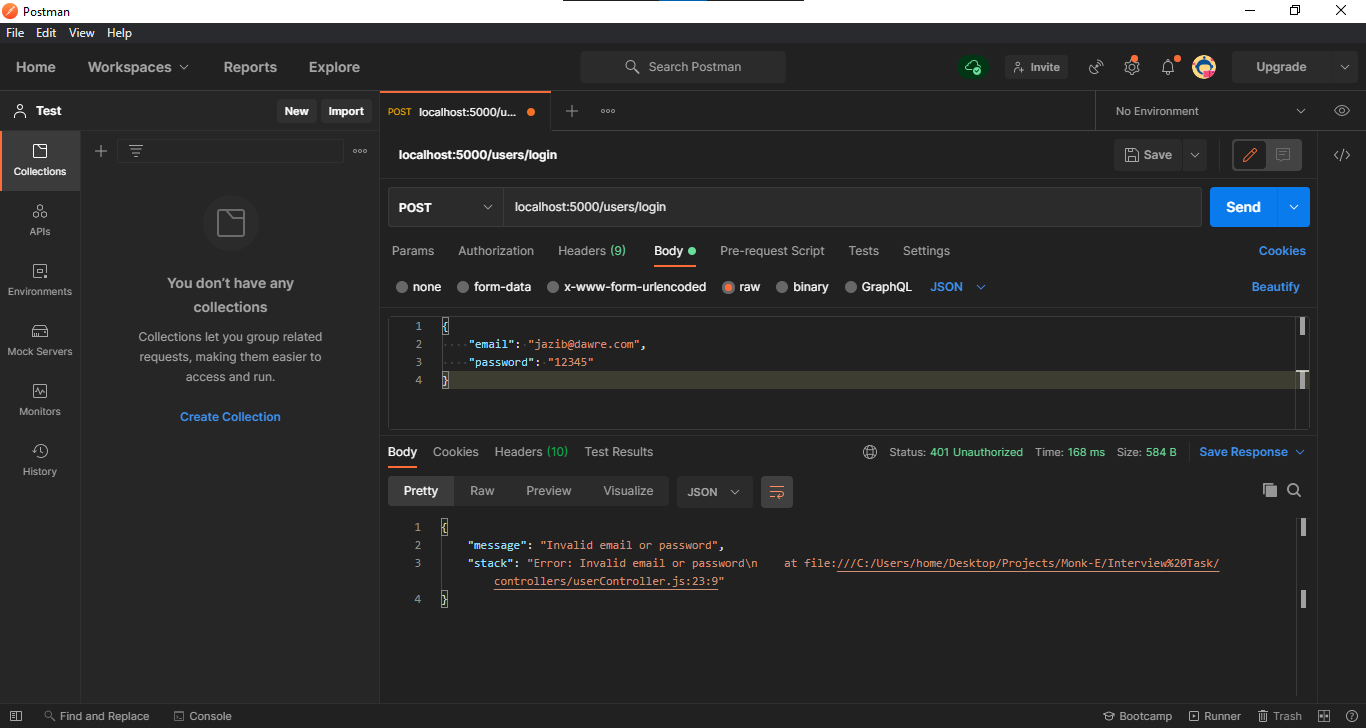 Postman
File Edit View Help
Home Workspaces Reports Explore Search Postman Invite Upgrade
Test New Import POST localhost:5000/u... No Environment
Collections
APIs
Environments
Mock Servers
Monitors
History
You don't have any
collections
Collections let you group related
requests, making them easier to
access and run.
Create Collection
localhost:5000/users/login Save
POST localhost:5000/users/login Send
Params Authorization Headers (9) Body Pre-request Script Tests Settings Cookies
none form-data x-www-form-urlencoded raw binary GraphQL JSON Beautify
1 {
2 ····"email":·"jazib@dawre.com",
3 ····"password":·"12345"
4 }
Body Cookies Headers (10) Test Results Status: 401 Unauthorized Time: 168 ms Size: 584 B Save Response
Pretty Raw Preview Visualize JSON
1 {
2 "message": "Invalid email or password",
3 "stack": "Error: Invalid email or password\n    at file:///C:/Users/home/Desktop/Projects/Monk-E/Interview%20Task/
controllers/userController.js:23:9"
4 }
Find and Replace Console Bootcamp Runner Trash